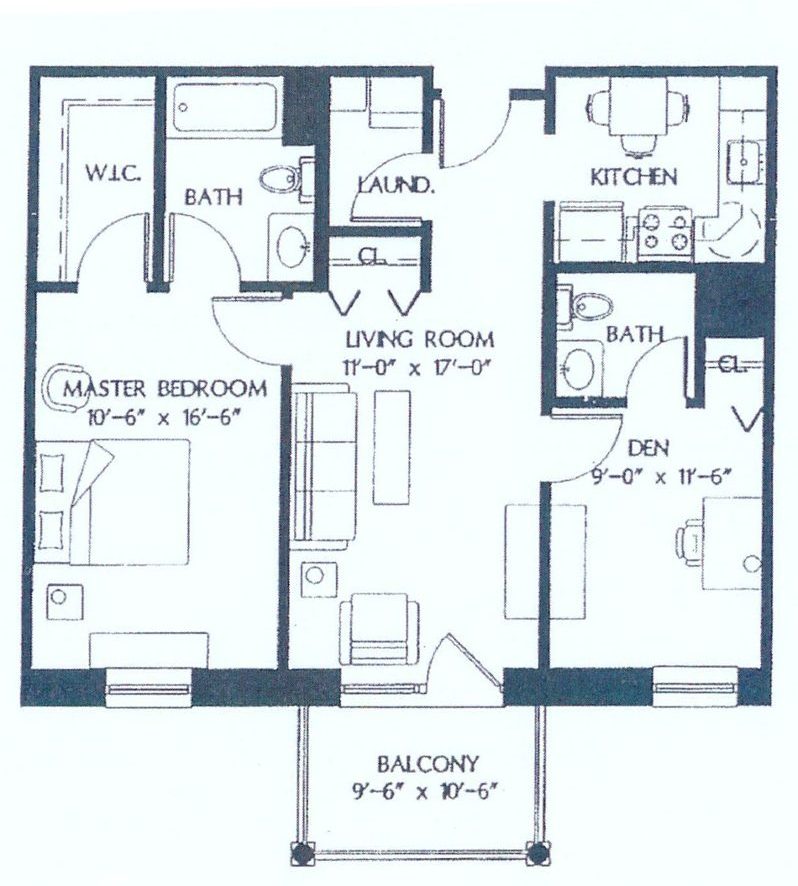 W.I.C.
BATH
LAUND.
KITCHEN
CL.
LIVING ROOM
11'-0" x 17'-0"
BATH
CL.
MASTER BEDROOM
10'-6" x 16'-6"
DEN
9'-0" x 11'-6"
BALCONY
9'-6" x 10'-6"